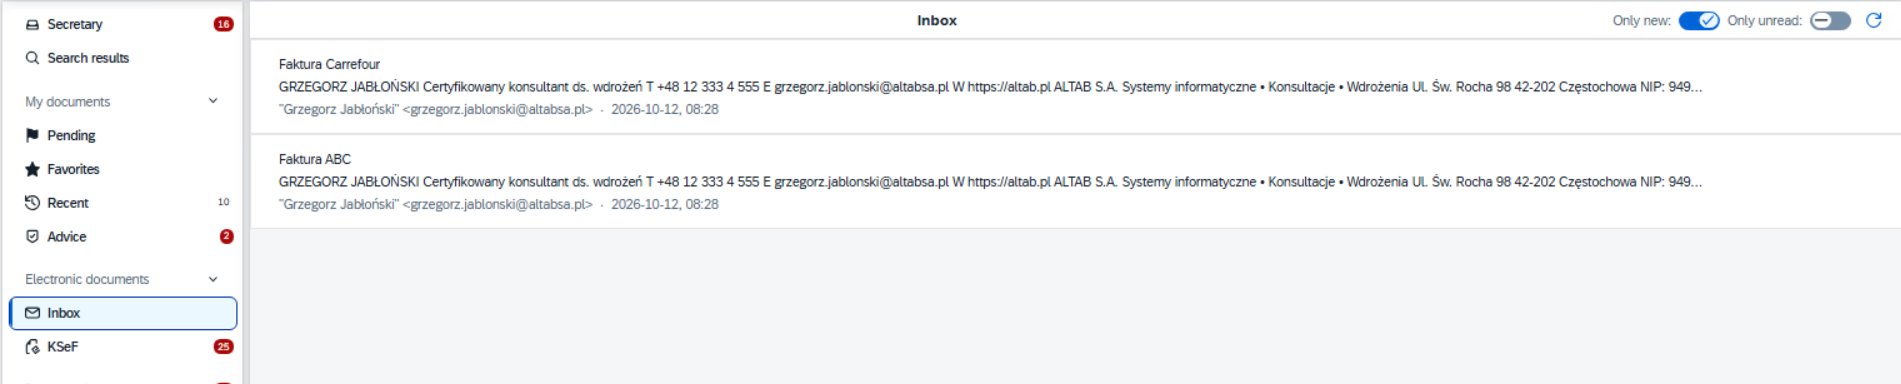 Secretary 16
Search results
My documents
Pending
Favorites
Recent 10
Advice 2
Electronic documents
Inbox
KSeF 25
Inbox
Only new: Only unread:
Faktura Carrefour
GRZEGORZ JABŁOŃSKI Certyfikowany konsultant ds. wdrożeń T +48 12 333 4 555 E grzegorz.jablonski@altabsa.pl W https://altab.pl ALTAB S.A. Systemy informatyczne • Konsultacje • Wdrożenia Ul. Św. Rocha 98 42-202 Częstochowa NIP: 949...
"Grzegorz Jabłoński" <grzegorz.jablonski@altabsa.pl> · 2026-10-12, 08:28
Faktura ABC
GRZEGORZ JABŁOŃSKI Certyfikowany konsultant ds. wdrożeń T +48 12 333 4 555 E grzegorz.jablonski@altabsa.pl W https://altab.pl ALTAB S.A. Systemy informatyczne • Konsultacje • Wdrożenia Ul. Św. Rocha 98 42-202 Częstochowa NIP: 949...
"Grzegorz Jabłoński" <grzegorz.jablonski@altabsa.pl> · 2026-10-12, 08:28